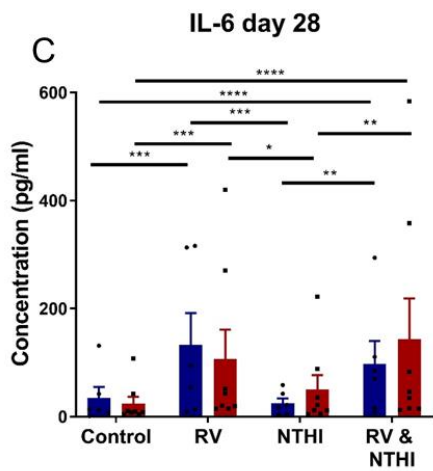 IL-6 day 28
C
****
****
***
***
**
***
*
**
Concentration (pg/ml)
600
400
200
0
Control
RV
NTHI
RV &
NTHI